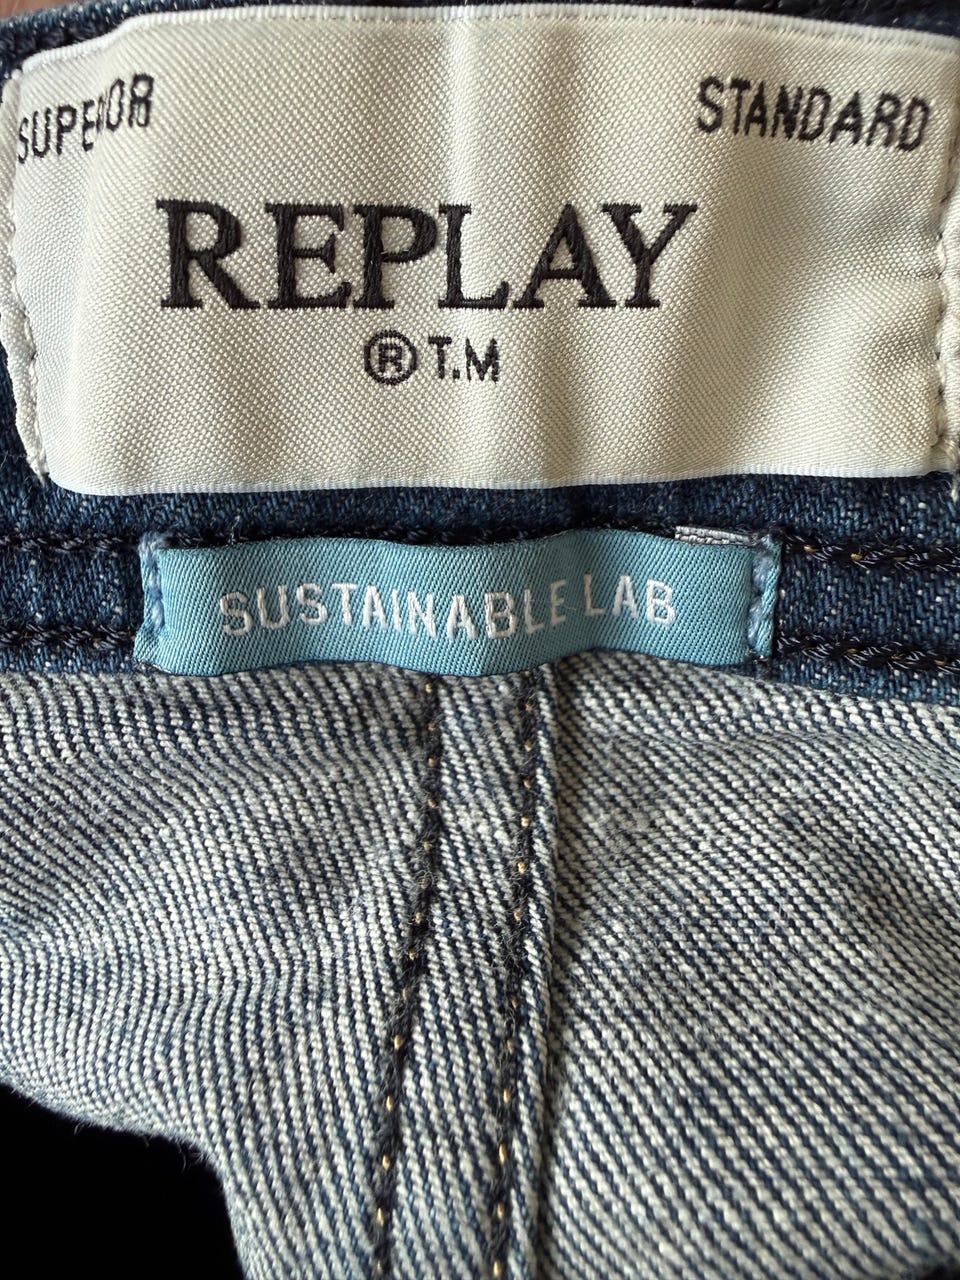 SUPERIOR STANDARD
REPLAY
® T.M
SUSTAINABLE LAB